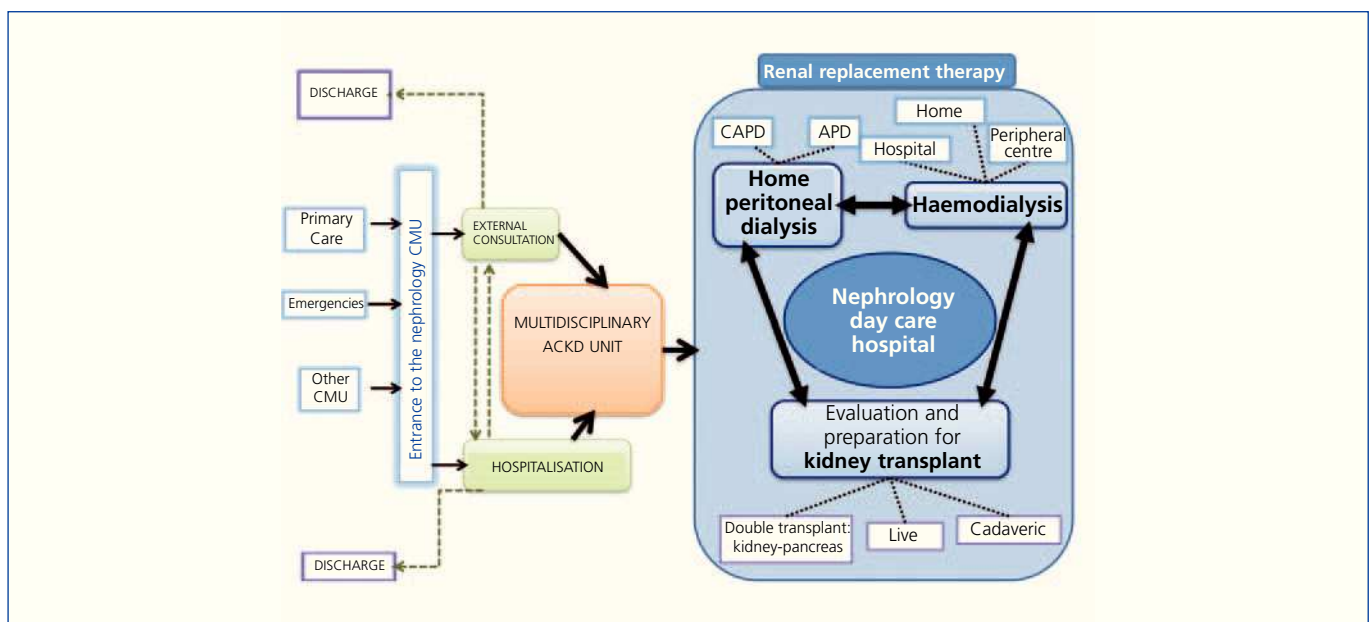 Renal replacement therapy
DISCHARGE
Home
CAPD
APD
Hospital
Peripheral
centre
Home
peritoneal
dialysis
Haemodialysis
Primary
Care
Emergencies
Other
CMU
Entrance to the nephrology CMU
EXTERNAL
CONSULTATION
MULTIDISCIPLINARY
ACKD UNIT
HOSPITALISATION
DISCHARGE
Nephrology
day care
hospital
Evaluation and
preparation for
kidney transplant
Double transplant:
kidney-pancreas
Live
Cadaveric